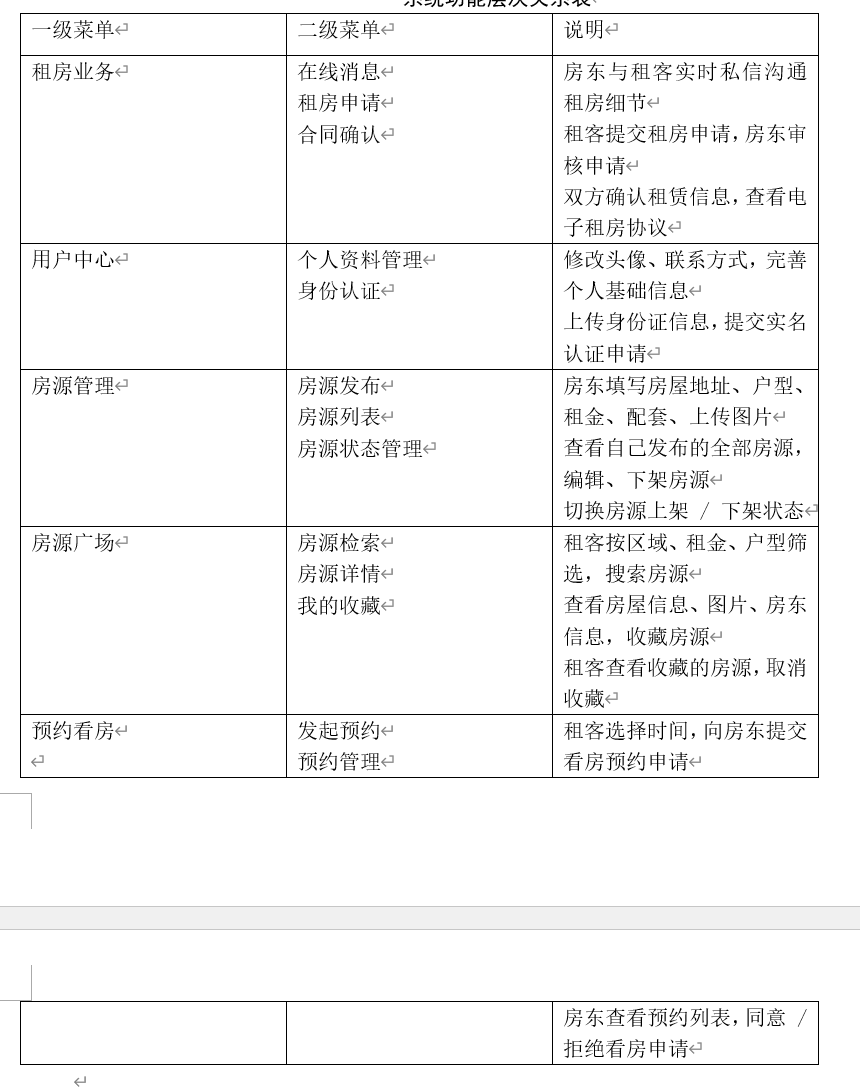 系统功能层次关系表
一级菜单 二级菜单 说明
租房业务 在线消息 房东与租客实时私信沟通
租房申请 租房细节
合同确认 租客提交租房申请，房东审
核申请
双方确认租赁信息，查看电
子租房协议
用户中心 个人资料管理 修改头像、联系方式，完善
身份认证 个人基础信息
上传身份证信息，提交实名
认证申请
房源管理 房源发布 房东填写房屋地址、户型、
房源列表 租金、配套、上传图片
房源状态管理 查看自己发布的全部房源，
编辑、下架房源
切换房源上架 / 下架状态
房源广场 房源检索 租客按区域、租金、户型筛
房源详情 选，搜索房源
我的收藏 查看房屋信息、图片、房东
信息，收藏房源
租客查看收藏的房源，取消
收藏
预约看房 发起预约 租客选择时间，向房东提交
预约管理 看房预约申请
房东查看预约列表，同意 /
拒绝看房申请